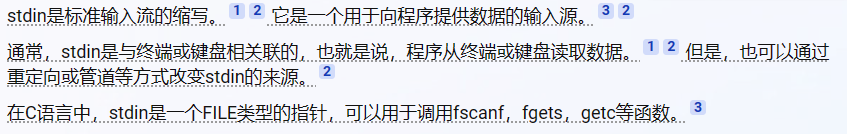 stdin是标准输入流的缩写。 1 2 它是一个用于向程序提供数据的输入源。 3 2
通常，stdin是与终端或键盘相关联的，也就是说，程序从终端或键盘读取数据。 1 2 但是，也可以通过
重定向或管道等方式改变stdin的来源。 2
在C语言中，stdin是一个FILE类型的指针，可以用于调用fscanf，fgets，getc等函数。 3